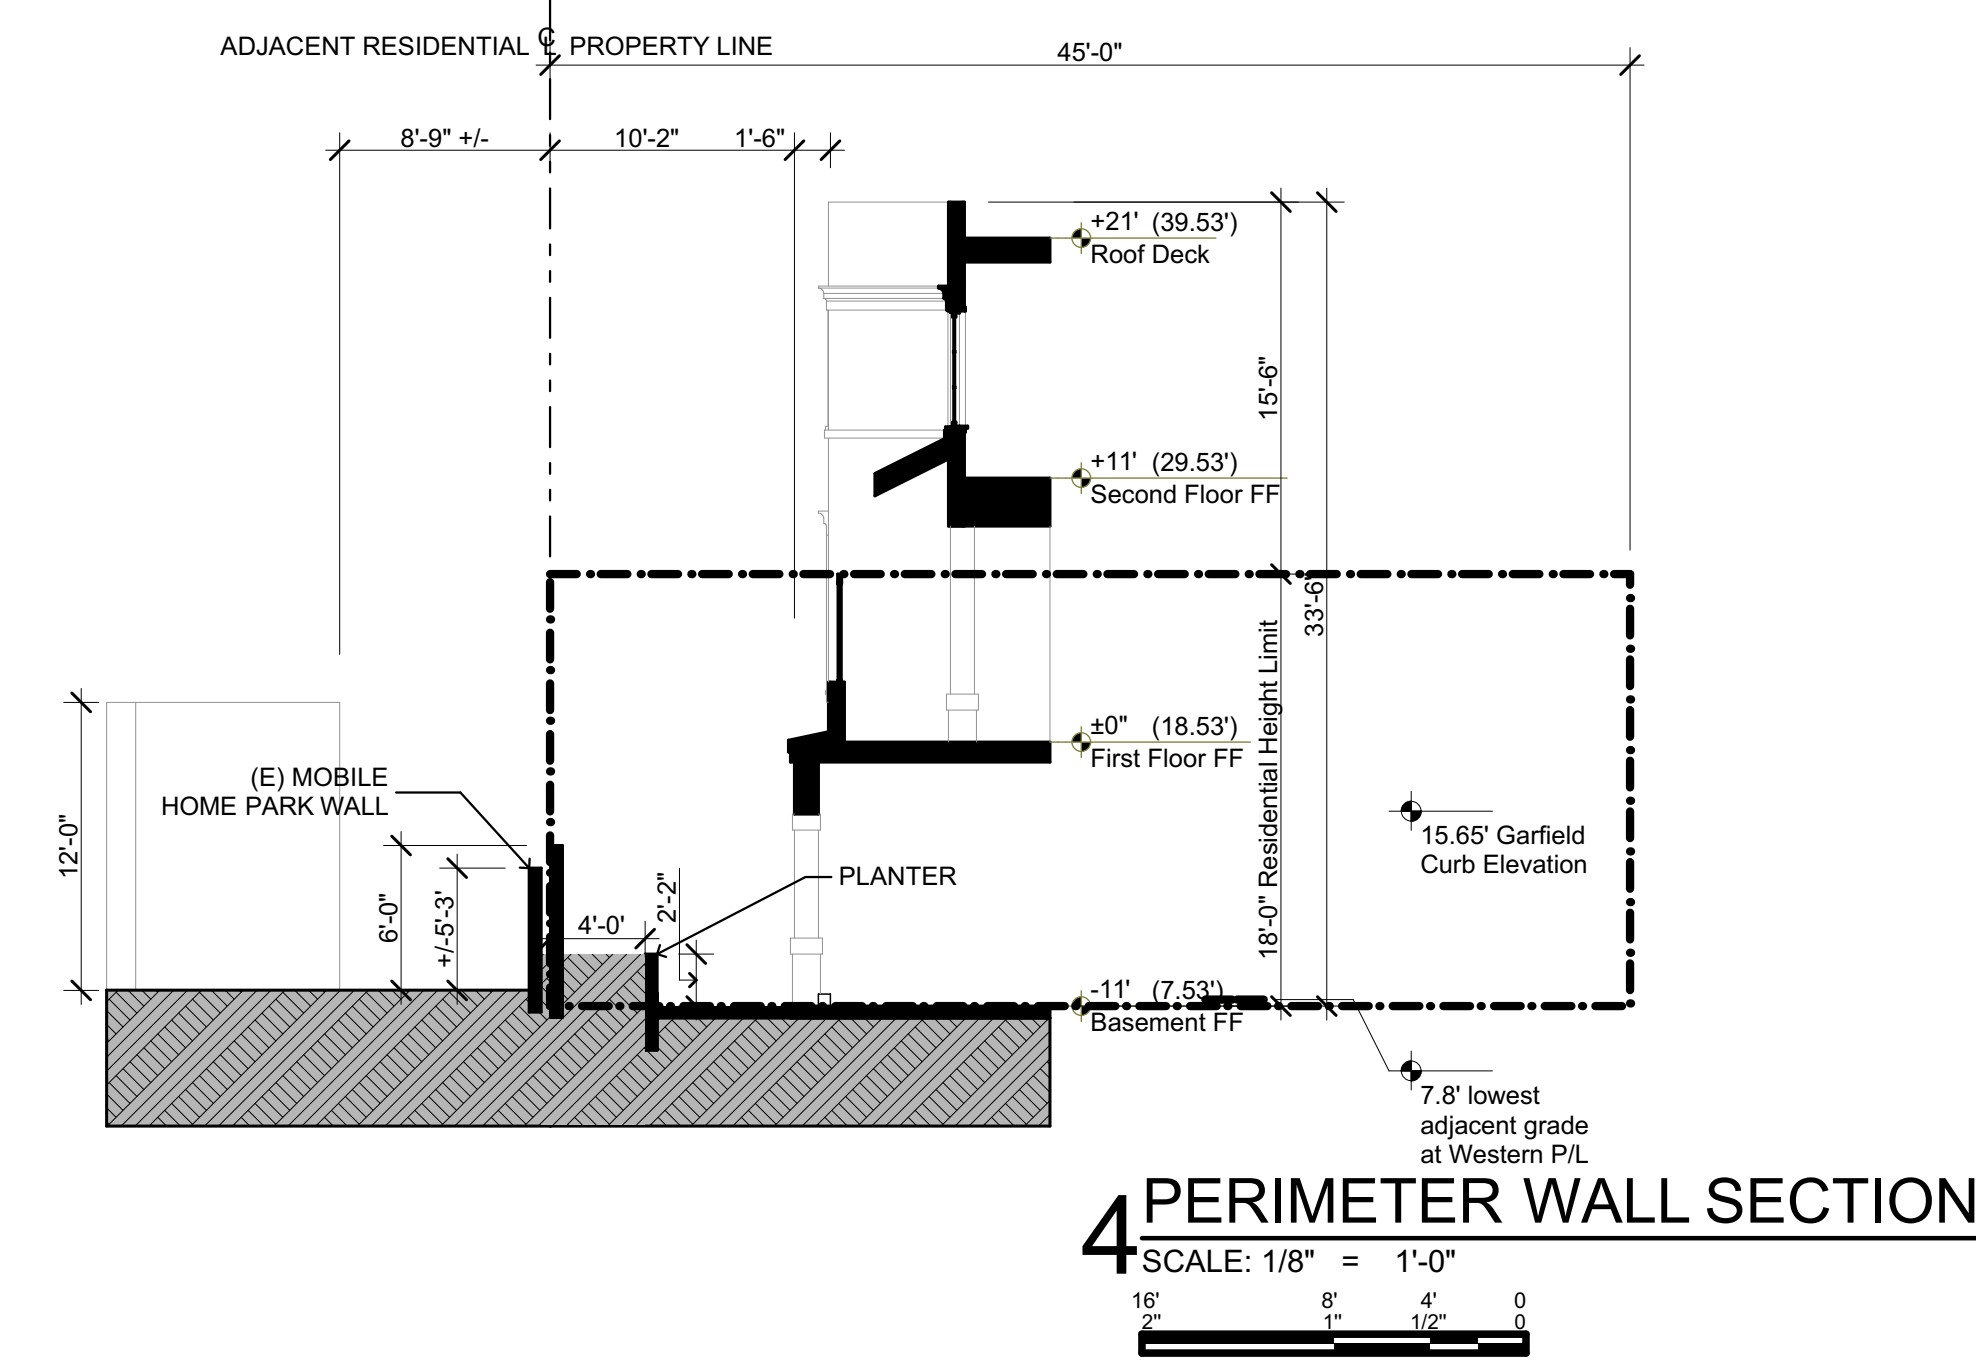 ADJACENT RESIDENTIAL ℄ PROPERTY LINE
45'-0"
8'-9" +/-
10'-2"
1'-6"
+21' (39.53')
Roof Deck
15'-6"
+11' (29.53')
Second Floor FF
33'-6"
18'-0" Residential Height Limit
±0" (18.53')
First Floor FF
(E) MOBILE
HOME PARK WALL
12'-0"
15.65' Garfield
Curb Elevation
PLANTER
6'-0"
+/-5'-3'
4'-0'
2'-2"
-11' (7.53')
Basement FF
7.8' lowest
adjacent grade
at Western P/L
4 PERIMETER WALL SECTION
SCALE: 1/8" = 1'-0"
16' 8' 4' 0
2" 1" 1/2" 0